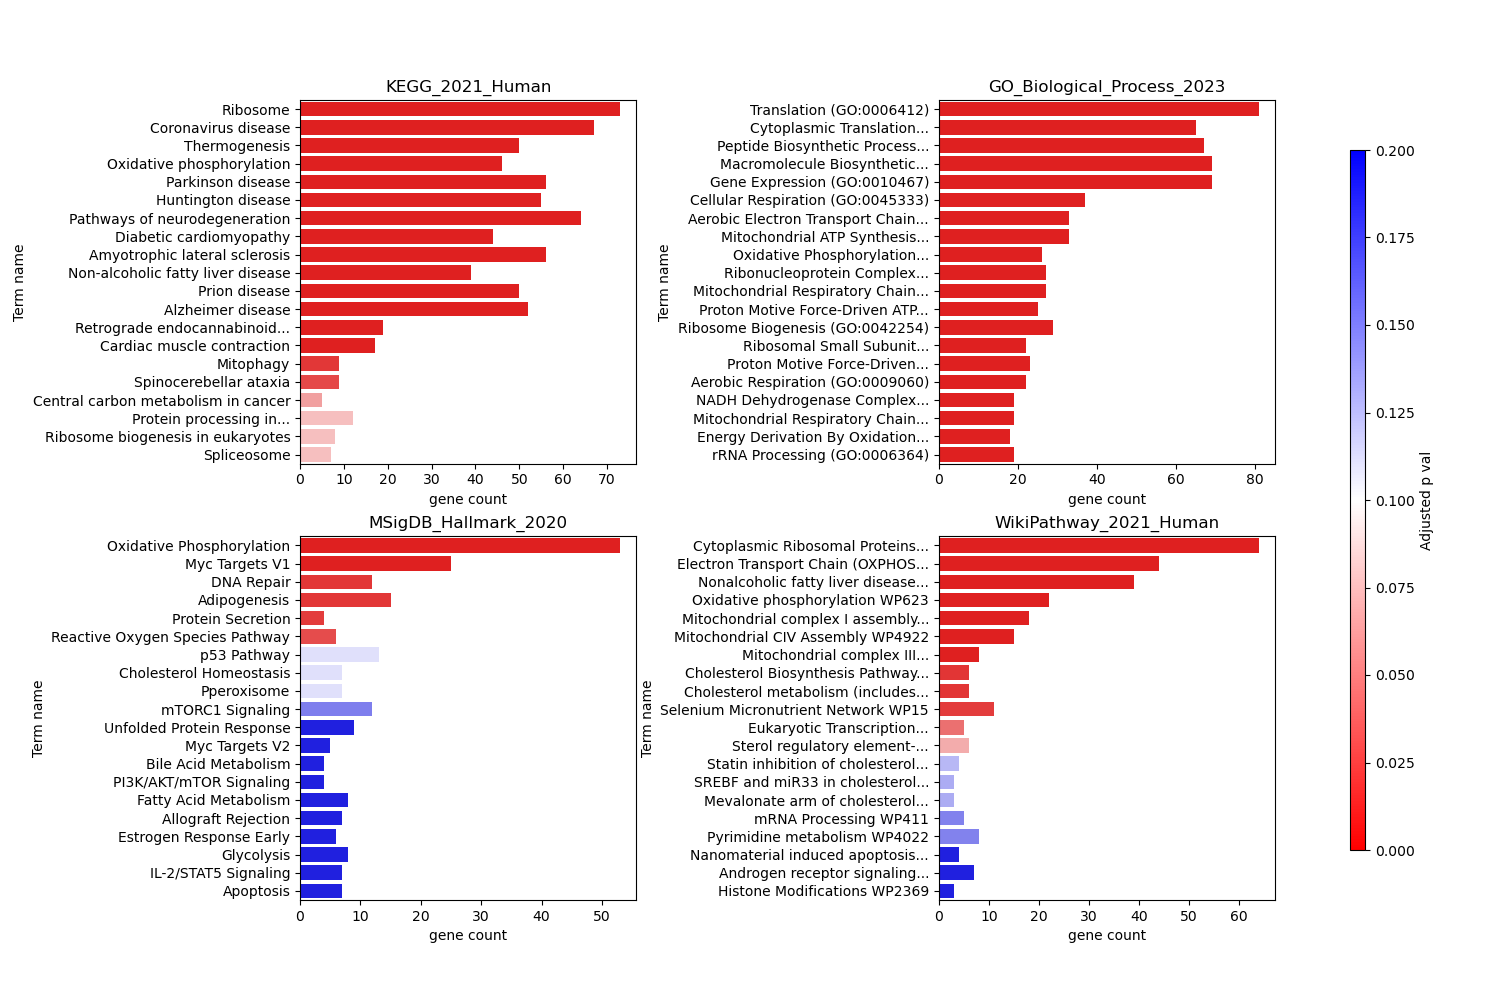 KEGG_2021_Human
Term name
Ribosome
Coronavirus disease
Thermogenesis
Oxidative phosphorylation
Parkinson disease
Huntington disease
Pathways of neurodegeneration
Diabetic cardiomyopathy
Amyotrophic lateral sclerosis
Non-alcoholic fatty liver disease
Prion disease
Alzheimer disease
Retrograde endocannabinoid...
Cardiac muscle contraction
Mitophagy
Spinocerebellar ataxia
Central carbon metabolism in cancer
Protein processing in...
Ribosome biogenesis in eukaryotes
Spliceosome
0 10 20 30 40 50 60 70
gene count
GO_Biological_Process_2023
Term name
Translation (GO:0006412)
Cytoplasmic Translation...
Peptide Biosynthetic Process...
Macromolecule Biosynthetic...
Gene Expression (GO:0010467)
Cellular Respiration (GO:0045333)
Aerobic Electron Transport Chain...
Mitochondrial ATP Synthesis...
Oxidative Phosphorylation...
Ribonucleoprotein Complex...
Mitochondrial Respiratory Chain...
Proton Motive Force-Driven ATP...
Ribosome Biogenesis (GO:0042254)
Ribosomal Small Subunit...
Proton Motive Force-Driven...
Aerobic Respiration (GO:0009060)
NADH Dehydrogenase Complex...
Mitochondrial Respiratory Chain...
Energy Derivation By Oxidation...
rRNA Processing (GO:0006364)
0 20 40 60 80
gene count
MSigDB_Hallmark_2020
Term name
Oxidative Phosphorylation
Myc Targets V1
DNA Repair
Adipogenesis
Protein Secretion
Reactive Oxygen Species Pathway
p53 Pathway
Cholesterol Homeostasis
Pperoxisome
mTORC1 Signaling
Unfolded Protein Response
Myc Targets V2
Bile Acid Metabolism
PI3K/AKT/mTOR Signaling
Fatty Acid Metabolism
Allograft Rejection
Estrogen Response Early
Glycolysis
IL-2/STAT5 Signaling
Apoptosis
0 10 20 30 40 50
gene count
WikiPathway_2021_Human
Term name
Cytoplasmic Ribosomal Proteins...
Electron Transport Chain (OXPHOS...
Nonalcoholic fatty liver disease...
Oxidative phosphorylation WP623
Mitochondrial complex I assembly...
Mitochondrial CIV Assembly WP4922
Mitochondrial complex III...
Cholesterol Biosynthesis Pathway...
Cholesterol metabolism (includes...
Selenium Micronutrient Network WP15
Eukaryotic Transcription...
Sterol regulatory element-...
Statin inhibition of cholesterol...
SREBF and miR33 in cholesterol...
Mevalonate arm of cholesterol...
mRNA Processing WP411
Pyrimidine metabolism WP4022
Nanomaterial induced apoptosis...
Androgen receptor signaling...
Histone Modifications WP2369
0 10 20 30 40 50 60
gene count
0.200
0.175
0.150
0.125
0.100
0.075
0.050
0.025
0.000
Adjusted p val